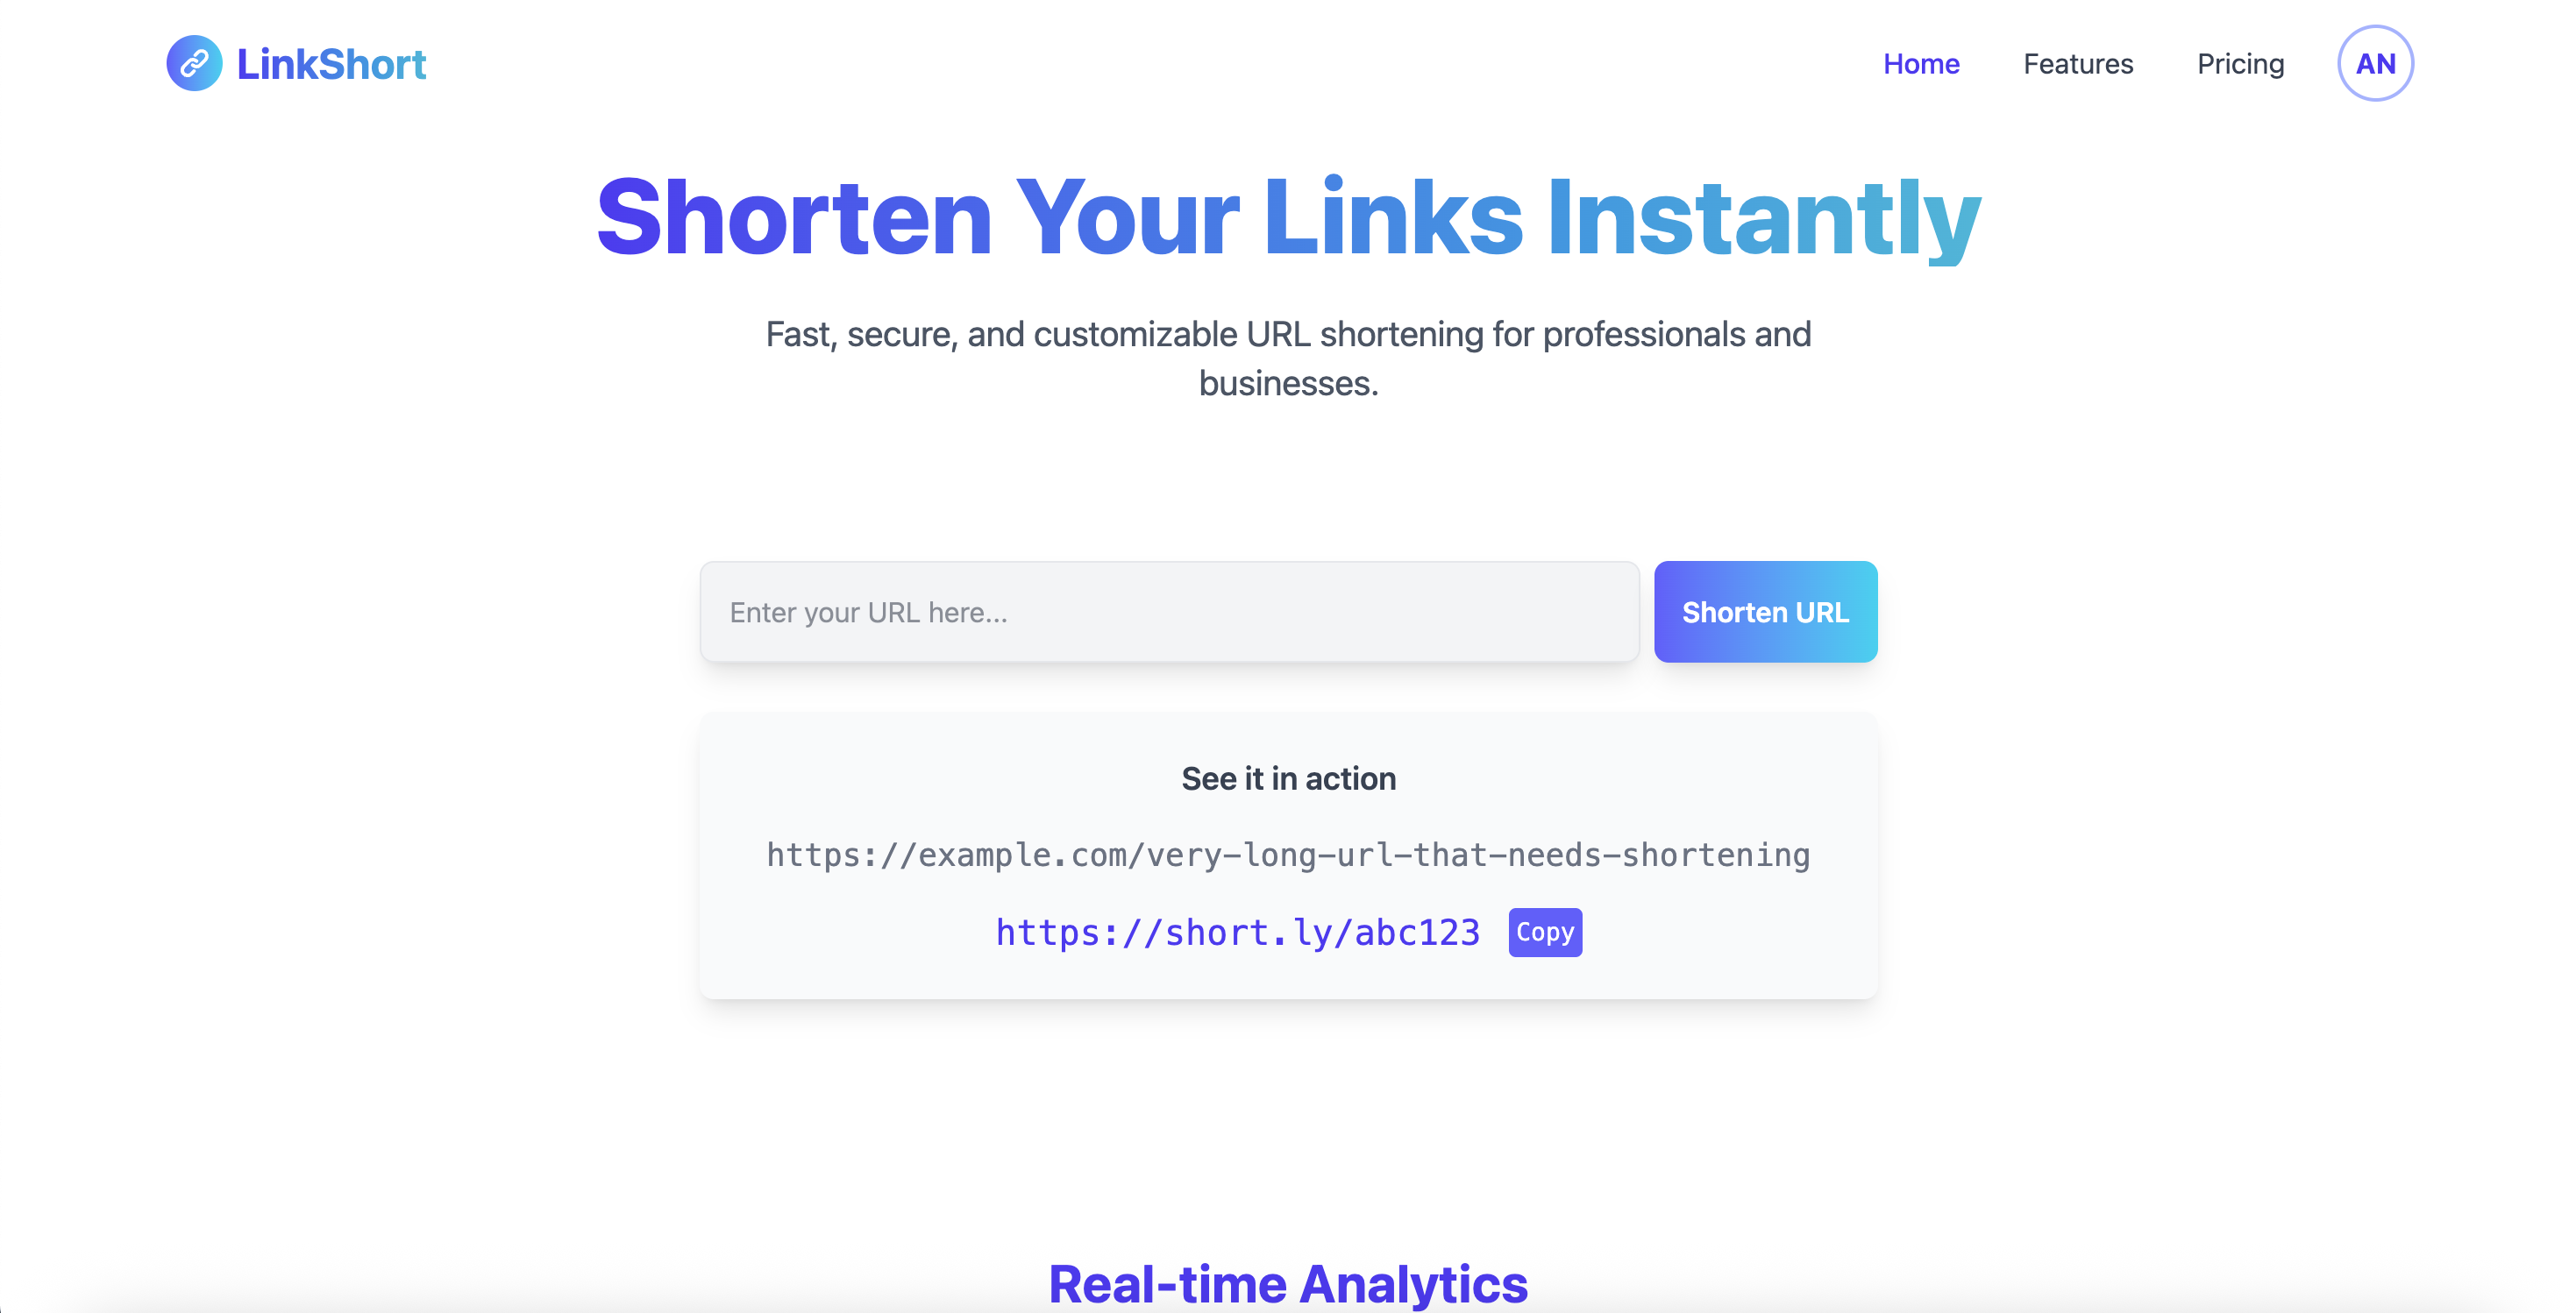 LinkShort
Home
Features
Pricing
AN
Shorten Your Links Instantly
Fast, secure, and customizable URL shortening for professionals and
businesses.
Enter your URL here...
Shorten URL
See it in action
https://example.com/very-long-url-that-needs-shortening
https://short.ly/abc123
Copy
Real-time Analytics